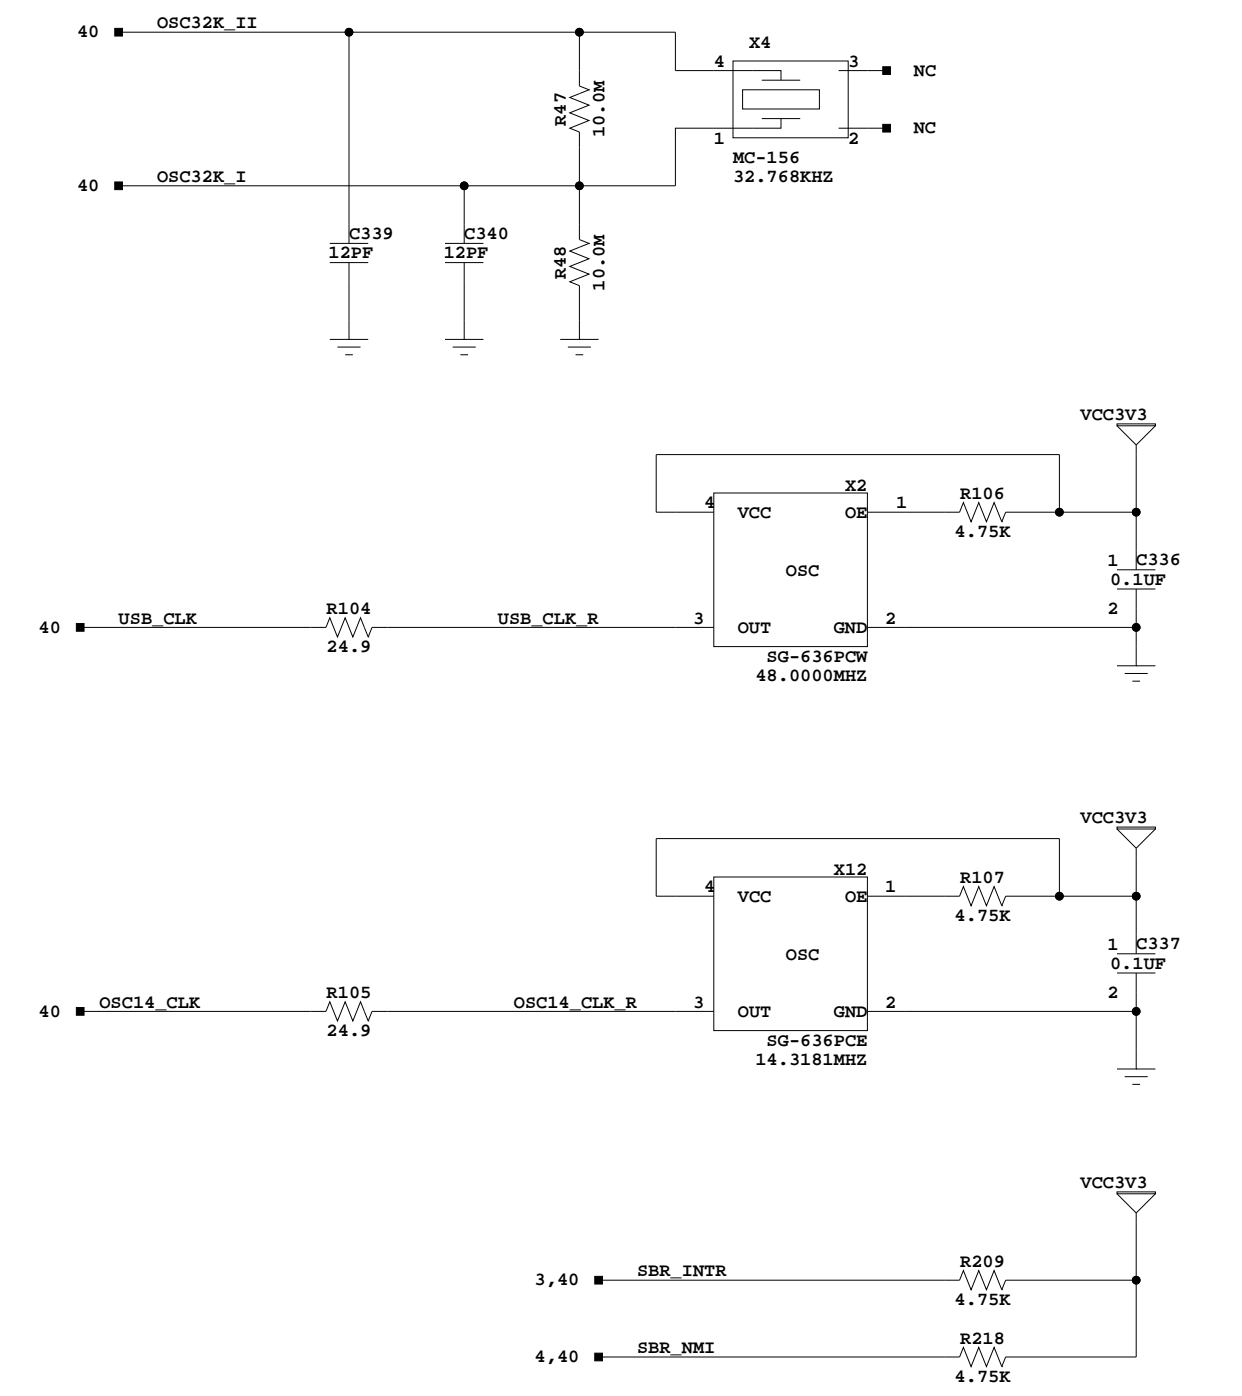 OSC32K_II
40
X4
4
3
NC
R47
10.0M
NC
1
2
MC-156
32.768KHZ
OSC32K_I
40
C339
12PF
C340
12PF
R48
10.0M
VCC3V3
X2
4
VCC
OE
1
R106
4.75K
OSC
1
C336
0.1UF
2
R104
USB_CLK
USB_CLK_R
3
OUT
GND
2
40
24.9
SG-636PCW
48.0000MHZ
VCC3V3
X12
4
VCC
OE
1
R107
4.75K
OSC
1
C337
0.1UF
2
R105
OSC14_CLK
OSC14_CLK_R
3
OUT
GND
2
40
24.9
SG-636PCE
14.3181MHZ
VCC3V3
R209
SBR_INTR
3,40
4.75K
R218
SBR_NMI
4,40
4.75K